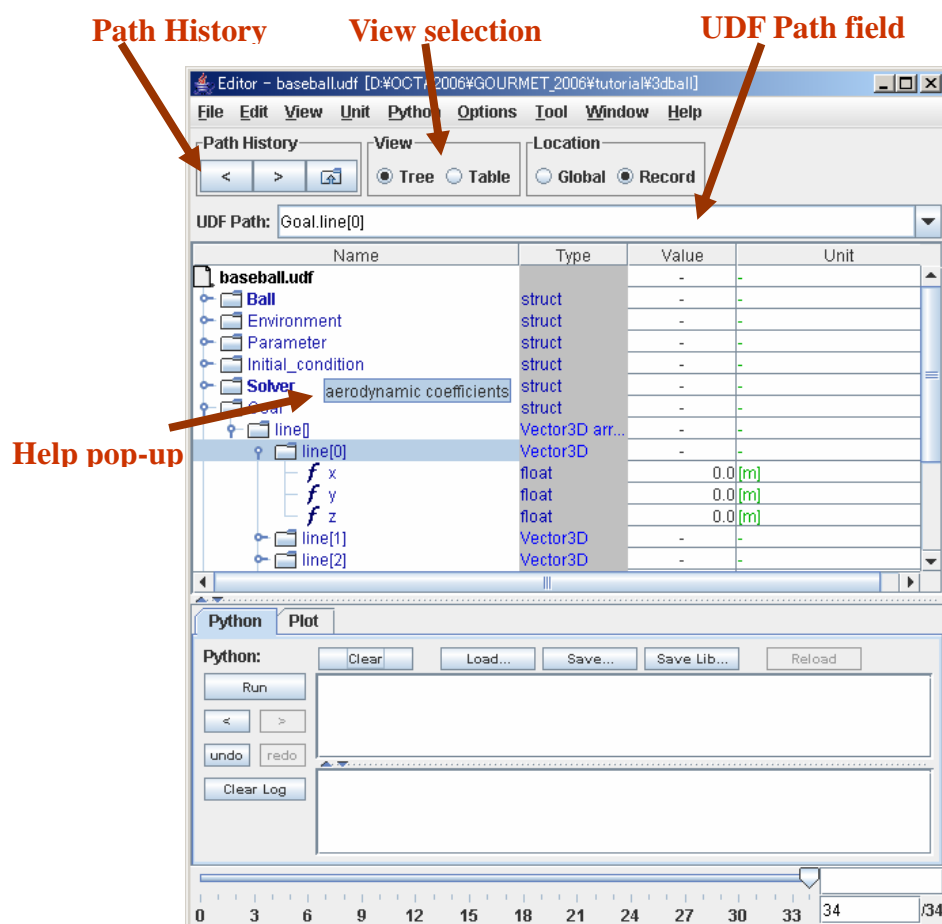 Path History View selection UDF Path field
Editor - baseball.udf [D:¥OCTA2006¥GOURMET_2006¥tutorial¥3dball]
File Edit View Unit Python Options Tool Window Help
Path History View Location
< > Tree Table Global Record
UDF Path: Goal.line[0]
Name Type Value Unit
baseball.udf - -
Ball struct - -
Environment struct - -
Parameter struct - -
Initial_condition struct - -
Solver struct - -
aerodynamic coefficients
Goal struct - -
line[] Vector3D arr... - -
Help pop-up
line[0] Vector3D - -
f x float 0.0 [m]
f y float 0.0 [m]
f z float 0.0 [m]
line[1] Vector3D - -
line[2] Vector3D - -
Python Plot
Python: Clear Load... Save... Save Lib... Reload
Run
< >
undo redo
Clear Log
0 3 6 9 12 15 18 21 24 27 30 33 34 /34